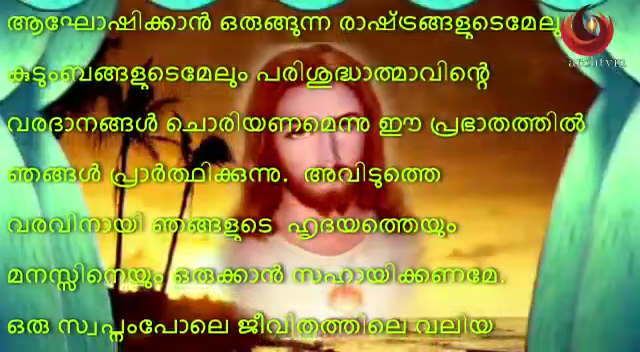 ആഘോഷിക്കാൻ ഒരുങ്ങുന്ന രാഷ്ട്രങ്ങളുടെമേലും
കുടുംബങ്ങളുടെമേലും പരിശുദ്ധാത്മാവിന്റെ
വരദാനങ്ങൾ ചൊരിയണമെന്നു ഈ പ്രഭാതത്തിൽ
ഞങ്ങൾ പ്രാർത്ഥിക്കുന്നു. അവിടുത്തെ
വരവിനായി ഞങ്ങളുടെ ഹൃദയത്തെയും
മനസ്സിനെയും ഒരുക്കാൻ സഹായിക്കണമേ.
ഒരു സ്വപ്നംപോലെ ജീവിതത്തിലെ വലിയ